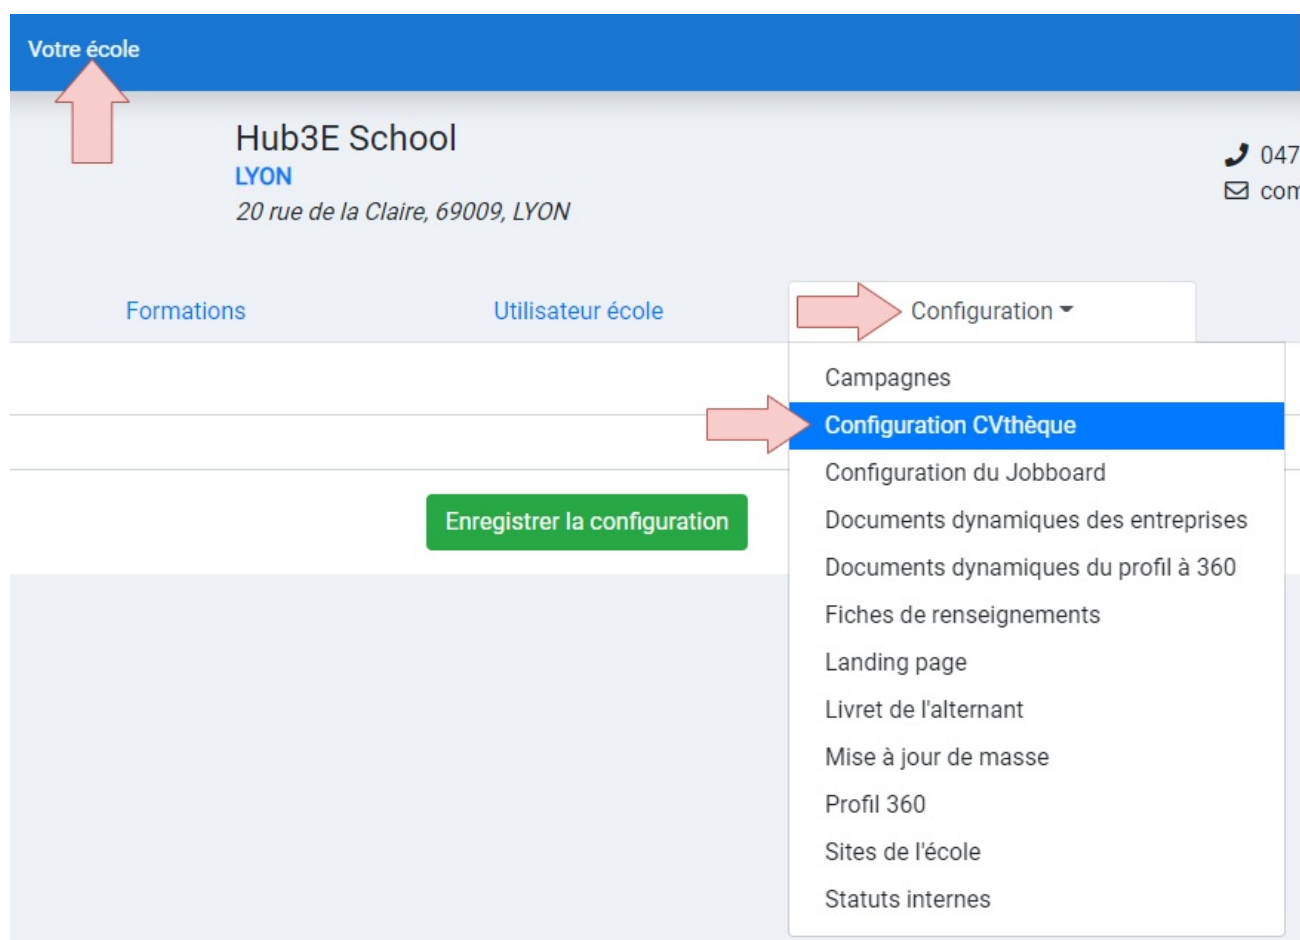 Votre école
Hub3E School
LYON
20 rue de la Claire, 69009, LYON
047
com
Formations
Utilisateur école
Configuration
Campagnes
Configuration CVthèque
Configuration du Jobboard
Enregistrer la configuration
Documents dynamiques des entreprises
Documents dynamiques du profil à 360
Fiches de renseignements
Landing page
Livret de l'alternant
Mise à jour de masse
Profil 360
Sites de l'école
Statuts internes